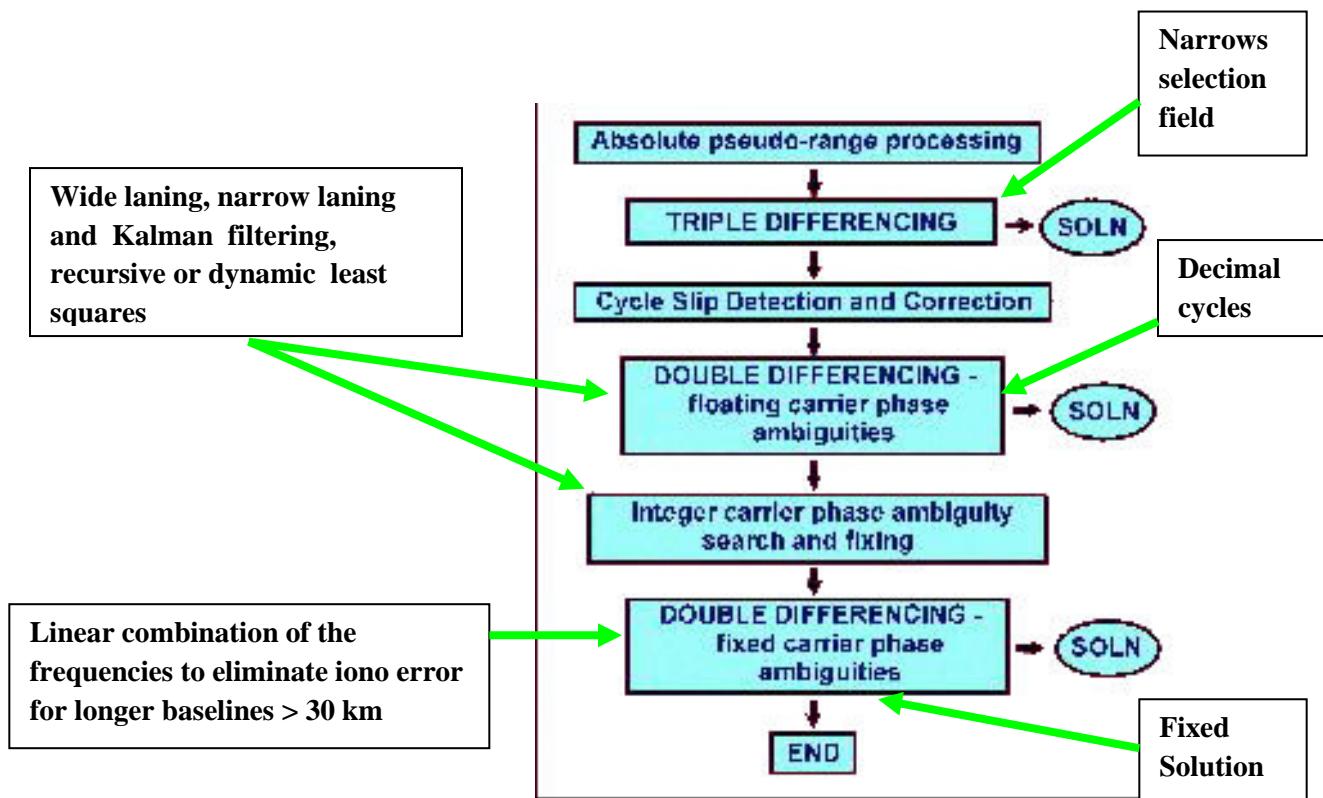 Narrows
selection
field
Absolute pseudo-range processing
Wide laning, narrow laning
and Kalman filtering,
recursive or dynamic least
squares
TRIPLE DIFFERENCING
SOLN
Decimal
cycles
Cycle Slip Detection and Correction
DOUBLE DIFFERENCING -
floating carrier phase
ambiguities
SOLN
Integer carrier phase ambiguity
search and fixing
Linear combination of the
frequencies to eliminate iono error
for longer baselines > 30 km
DOUBLE DIFFERENCING -
fixed carrier phase
ambiguities
SOLN
Fixed
Solution
END